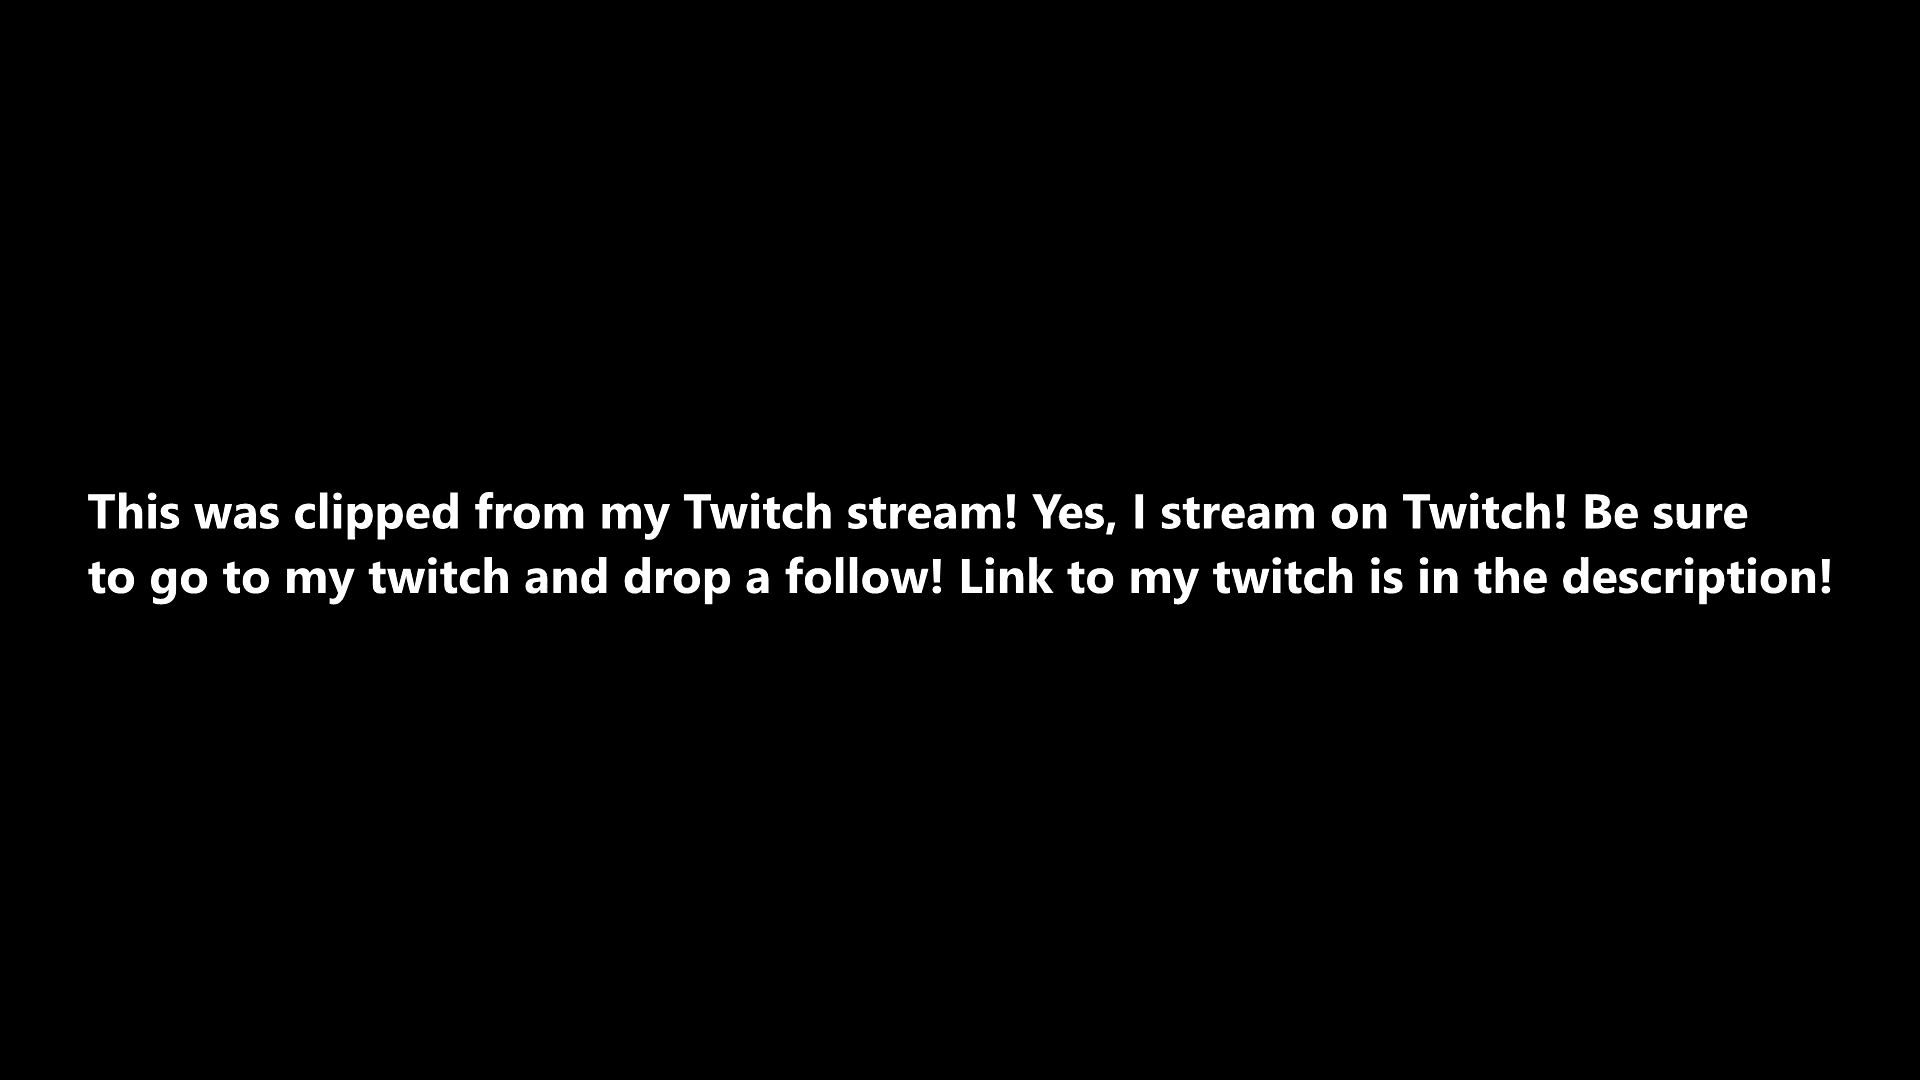 This was clipped from my Twitch stream! Yes, I stream on Twitch! Be sure
to go to my twitch and drop a follow! Link to my twitch is in the description!